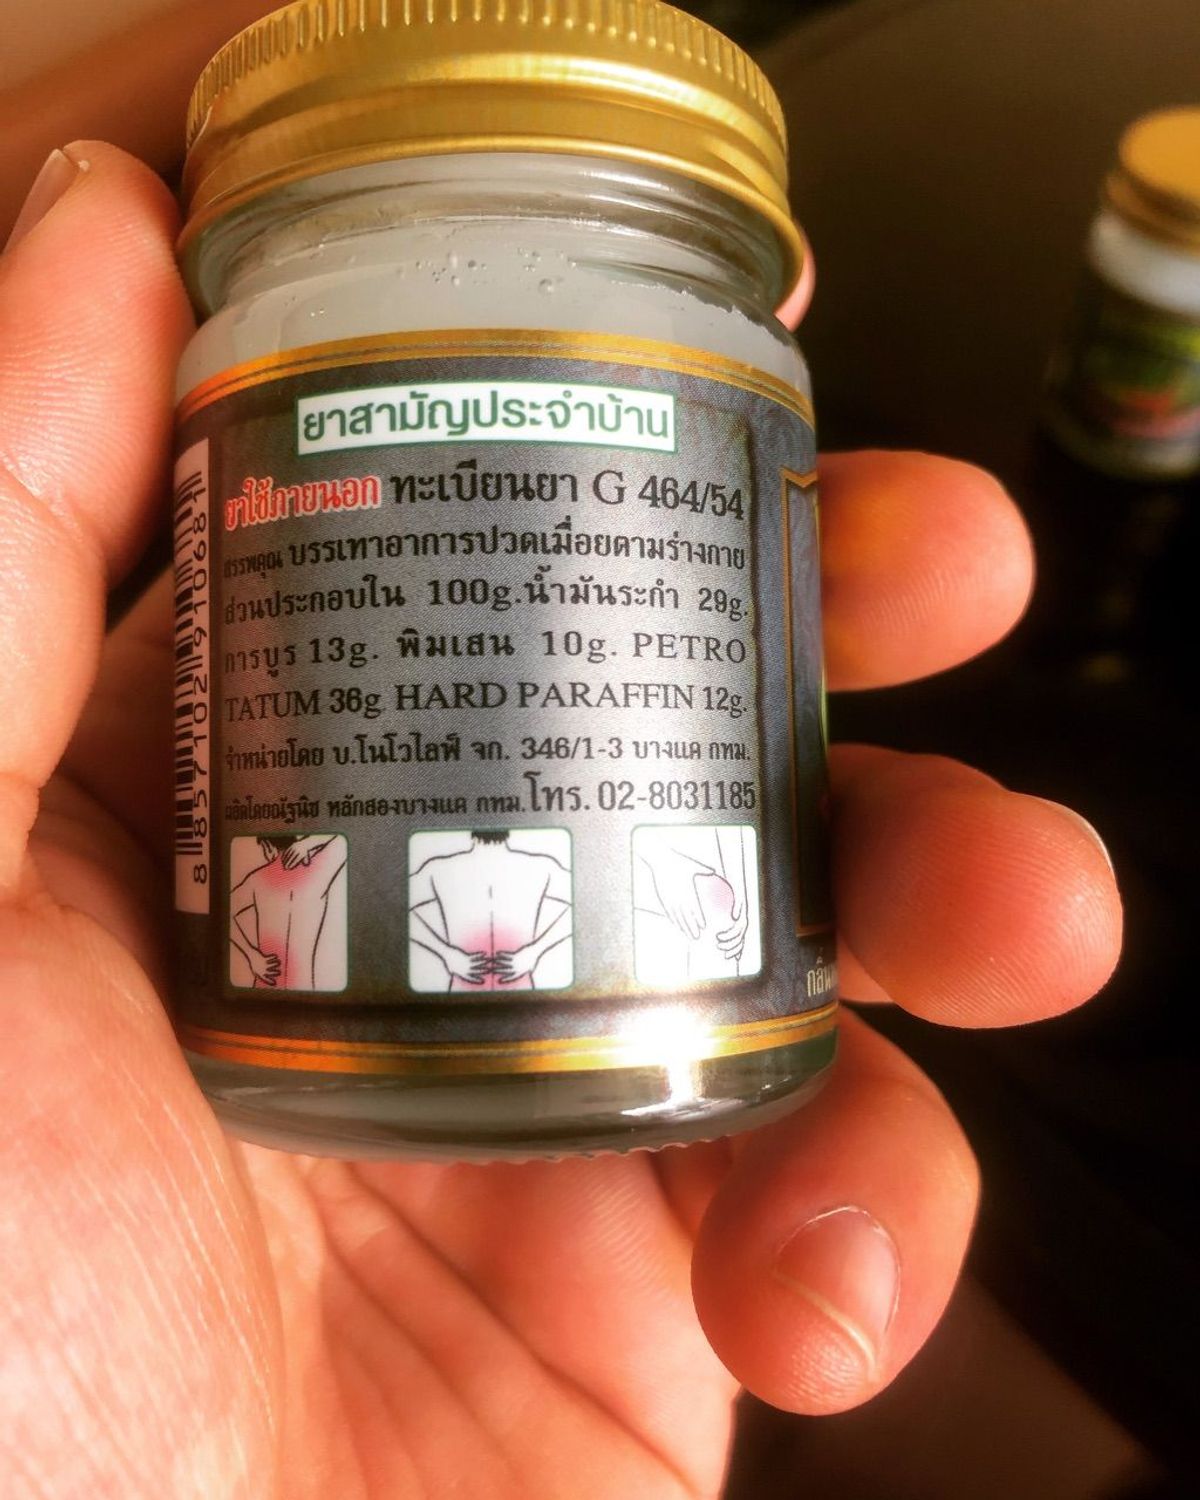 ยาสามัญประจำบ้าน
ยาใช้ภายนอก ทะเบียนยา G 464/54
สรรพคุณ บรรเทาอาการปวดเมื่อยตามร่างกาย
ส่วนประกอบใน 100g.น้ำมันระกำ 29g.
การบูร 13g. พิมเสน 10g. PETRO
TATUM 36g HARD PARAFFIN 12g.
จำหน่ายโดย บ.โนโวไลฟ์ จก. 346/1-3 บางแค กทม.
ผลิตโดยณัฐนิช หลักสองบางแค กทม.โทร. 02-8031185
8 857102 910681